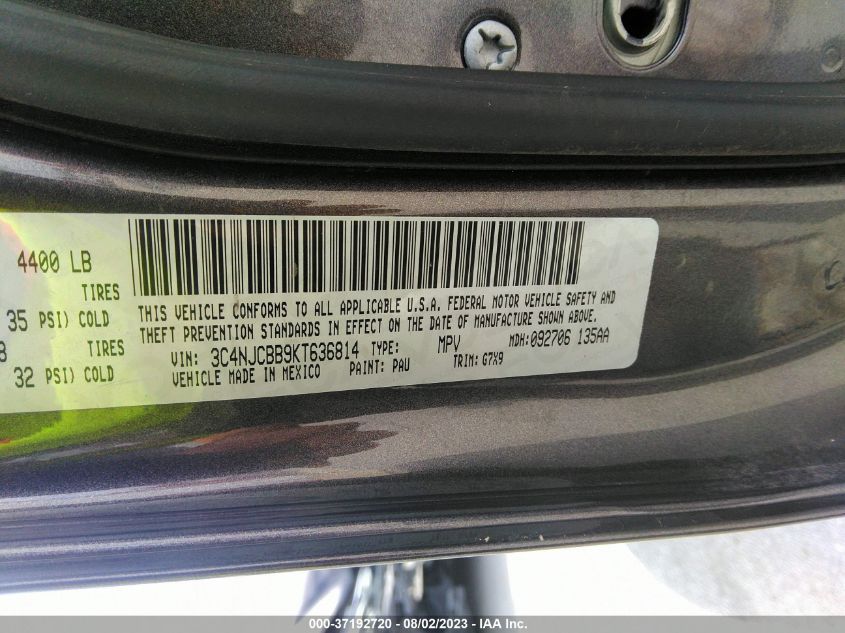 4400 LB
TIRES
35 PSI) COLD
8 TIRES
32 PSI) COLD
THIS VEHICLE CONFORMS TO ALL APPLICABLE U.S.A. FEDERAL MOTOR VEHICLE SAFETY AND
THEFT PREVENTION STANDARDS IN EFFECT ON THE DATE OF MANUFACTURE SHOWN ABOVE.
VIN: 3C4NJCBB9KT636814 TYPE: MPV MDH:092706 135AA
VEHICLE MADE IN MEXICO PAINT: PAU TRIM: G7X9
000-37192720 - 08/02/2023 - IAA Inc.